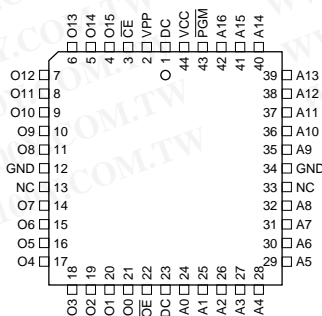 O13 O14 O15 C̅E̅ VPP DC VCC P̅G̅M̅ A16 A15 A14
6 5 4 3 2 1 44 43 42 41 40
O12 7 39 A13
O11 8 38 A12
O10 9 37 A11
O9 10 36 A10
O8 11 35 A9
GND 12 34 GND
NC 13 33 NC
O7 14 32 A8
O6 15 31 A7
O5 16 30 A6
O4 17 29 A5
18 19 20 21 22 23 24 25 26 27 28
O3 O2 O1 O0 O̅E̅ DC A0 A1 A2 A3 A4
COM.TW